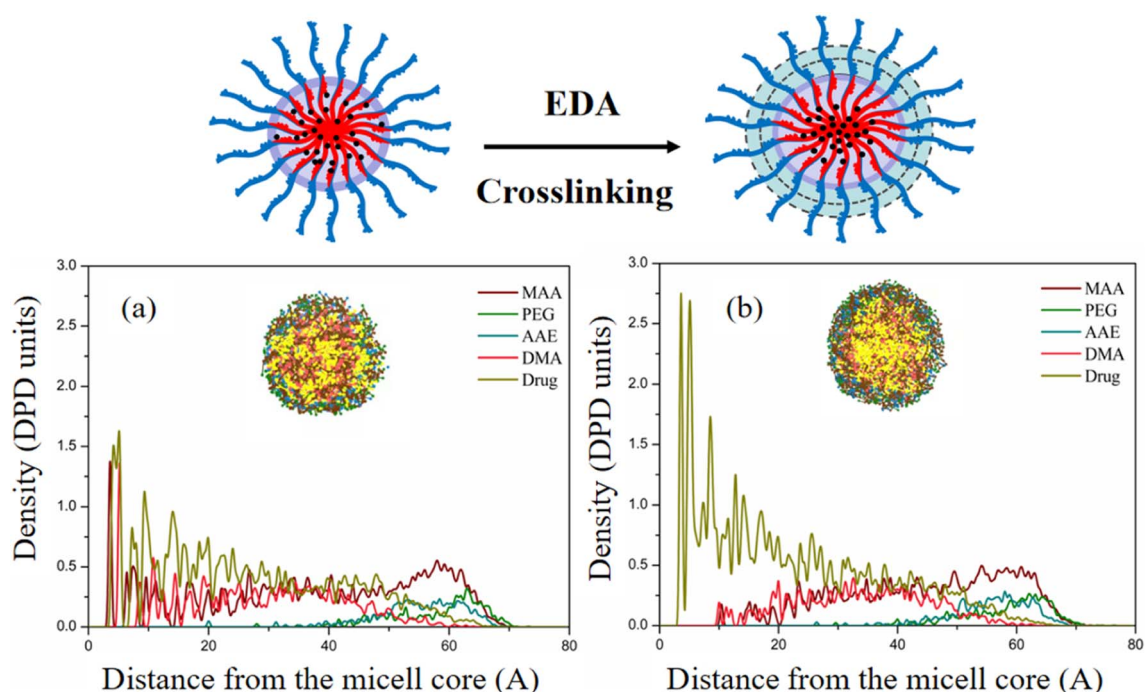 EDA
Crosslinking
(a)
MAA
PEG
AAE
DMA
Drug
3.0
2.5
2.0
1.5
1.0
0.5
0.0
0 20 40 60 80
Density (DPD units)
Distance from the micell core (A)
(b)
MAA
PEG
AAE
DMA
Drug
3.0
2.5
2.0
1.5
1.0
0.5
0.0
0 20 40 60 80
Density (DPD units)
Distance from the micell core (A)